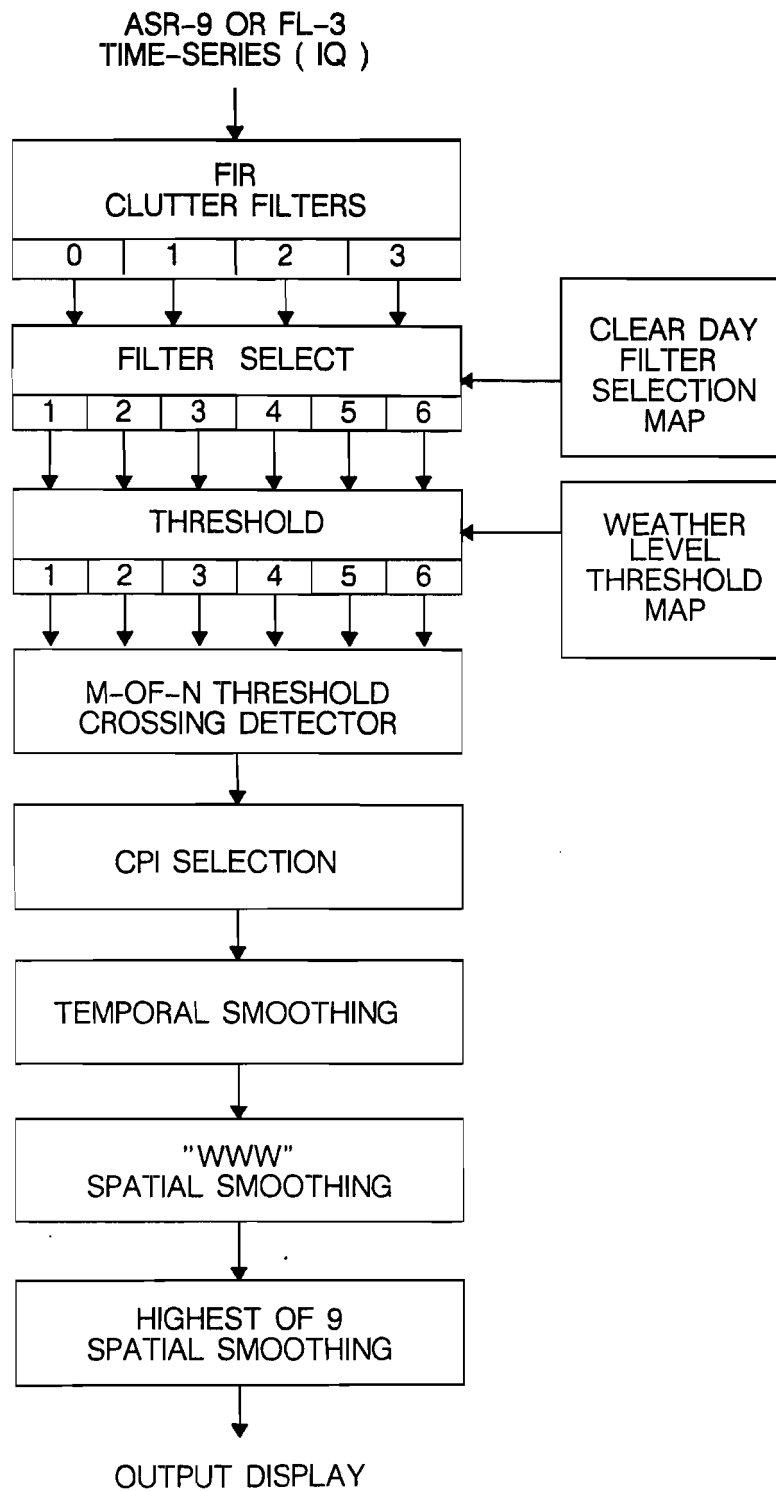 ASR-9 OR FL-3
TIME-SERIES ( IQ )
FIR
CLUTTER FILTERS
0 1 2 3
FILTER SELECT
1 2 3 4 5 6
CLEAR DAY
FILTER
SELECTION
MAP
THRESHOLD
1 2 3 4 5 6
WEATHER
LEVEL
THRESHOLD
MAP
M-OF-N THRESHOLD
CROSSING DETECTOR
CPI SELECTION
TEMPORAL SMOOTHING
"WWW"
SPATIAL SMOOTHING
HIGHEST OF 9
SPATIAL SMOOTHING
OUTPUT DISPLAY